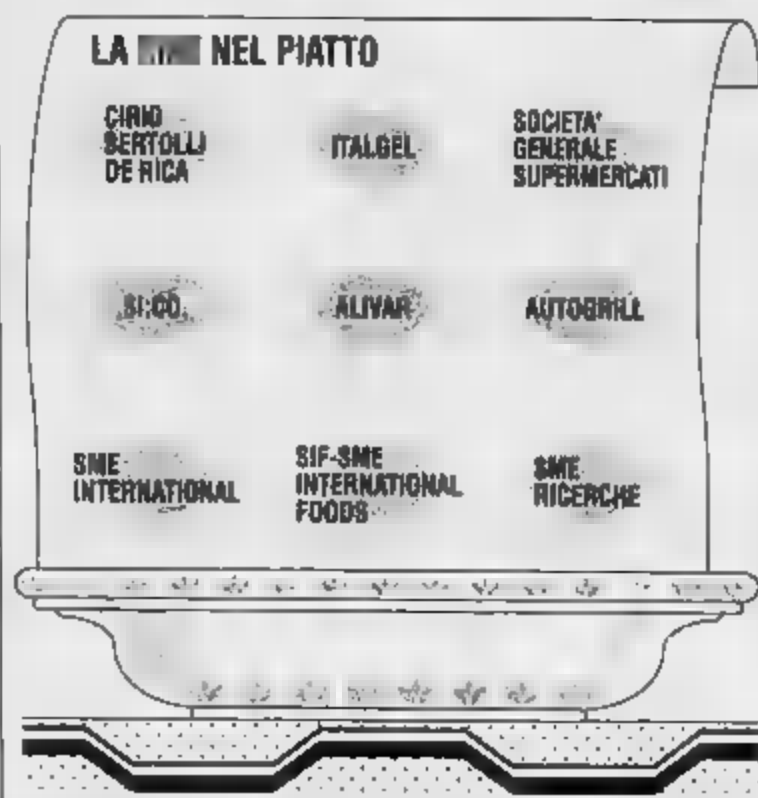 LA NEL PIATTO
CIRIO
BERTOLLI
DE RICA
ITALGEL
SOCIETA'
GENERALE
SUPERMERCATI
SI:CO.
ALIVAR
AUTOGRILL
SME
INTERNATIONAL
SIF-SME
INTERNATIONAL
FOODS
SME
RICERCHE